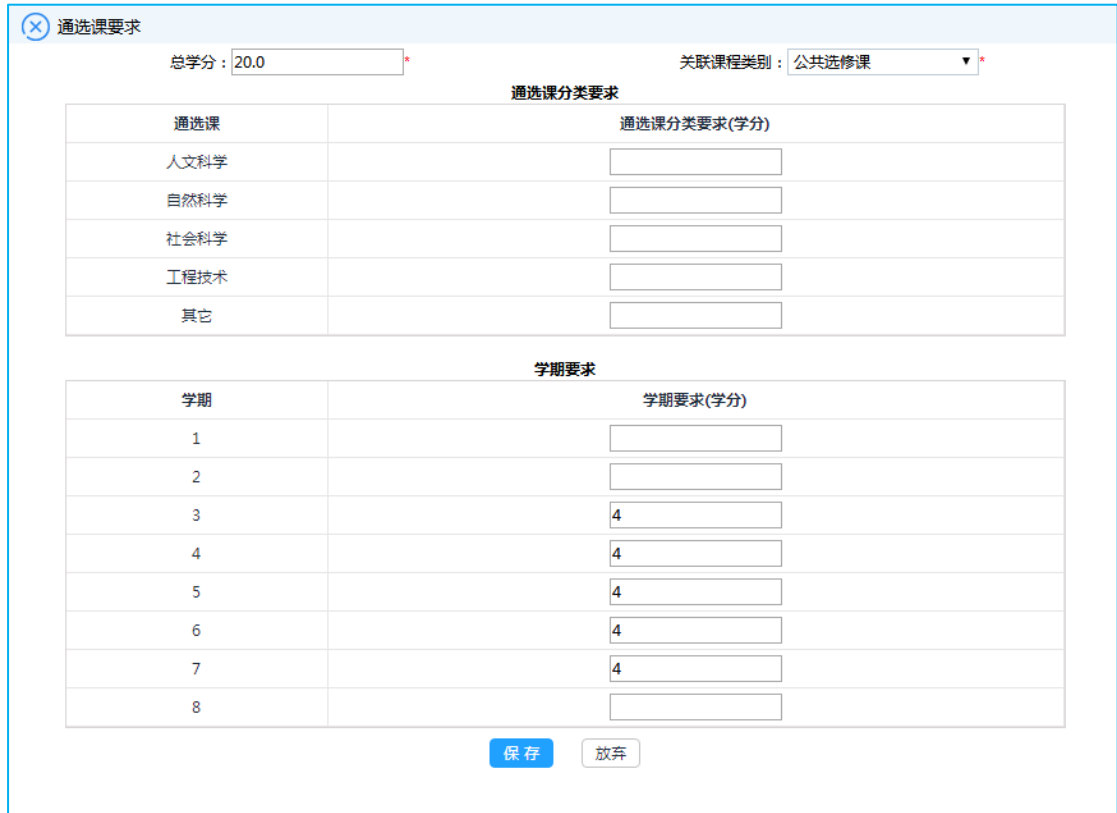 通选课要求
总学分：20.0 * 关联课程类别：公共选修课 ▼ *
通选课分类要求
通选课 通选课分类要求(学分)
人文科学
自然科学
社会科学
工程技术
其它
学期要求
学期 学期要求(学分)
1
2
3 4
4 4
5 4
6 4
7 4
8
保存 放弃